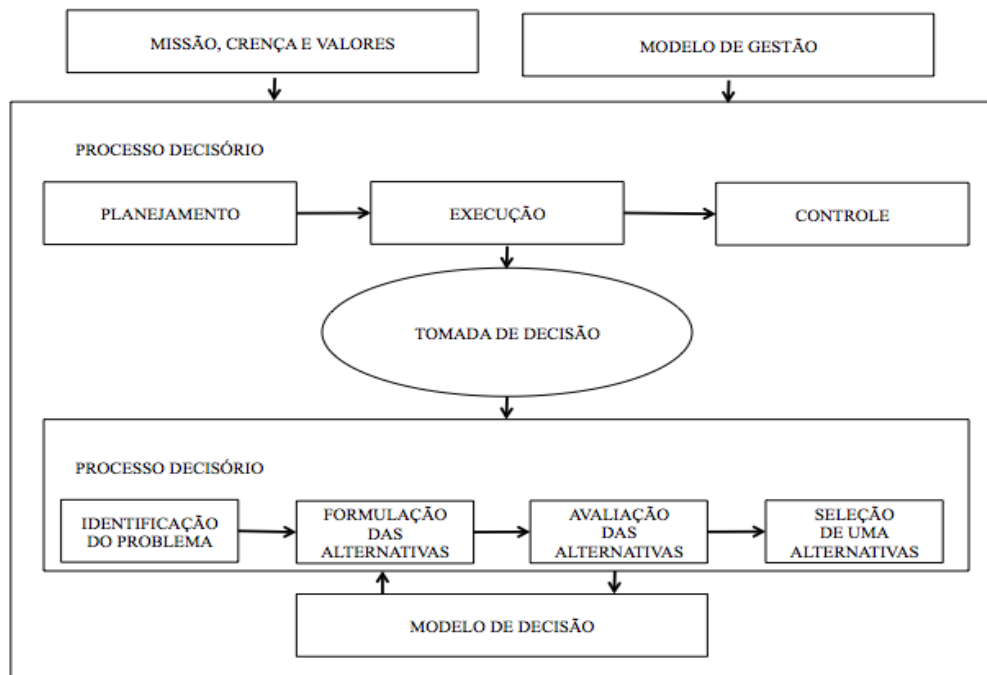 MISSÃO, CRENÇA E VALORES
MODELO DE GESTÃO
PROCESSO DECISÓRIO
PLANEJAMENTO
EXECUÇÃO
CONTROLE
TOMADA DE DECISÃO
PROCESSO DECISÓRIO
IDENTIFICAÇÃO
DO PROBLEMA
FORMULAÇÃO
DAS
ALTERNATIVAS
AVALIAÇÃO
DAS
ALTERNATIVAS
SELEÇÃO
DE UMA
ALTERNATIVAS
MODELO DE DECISÃO